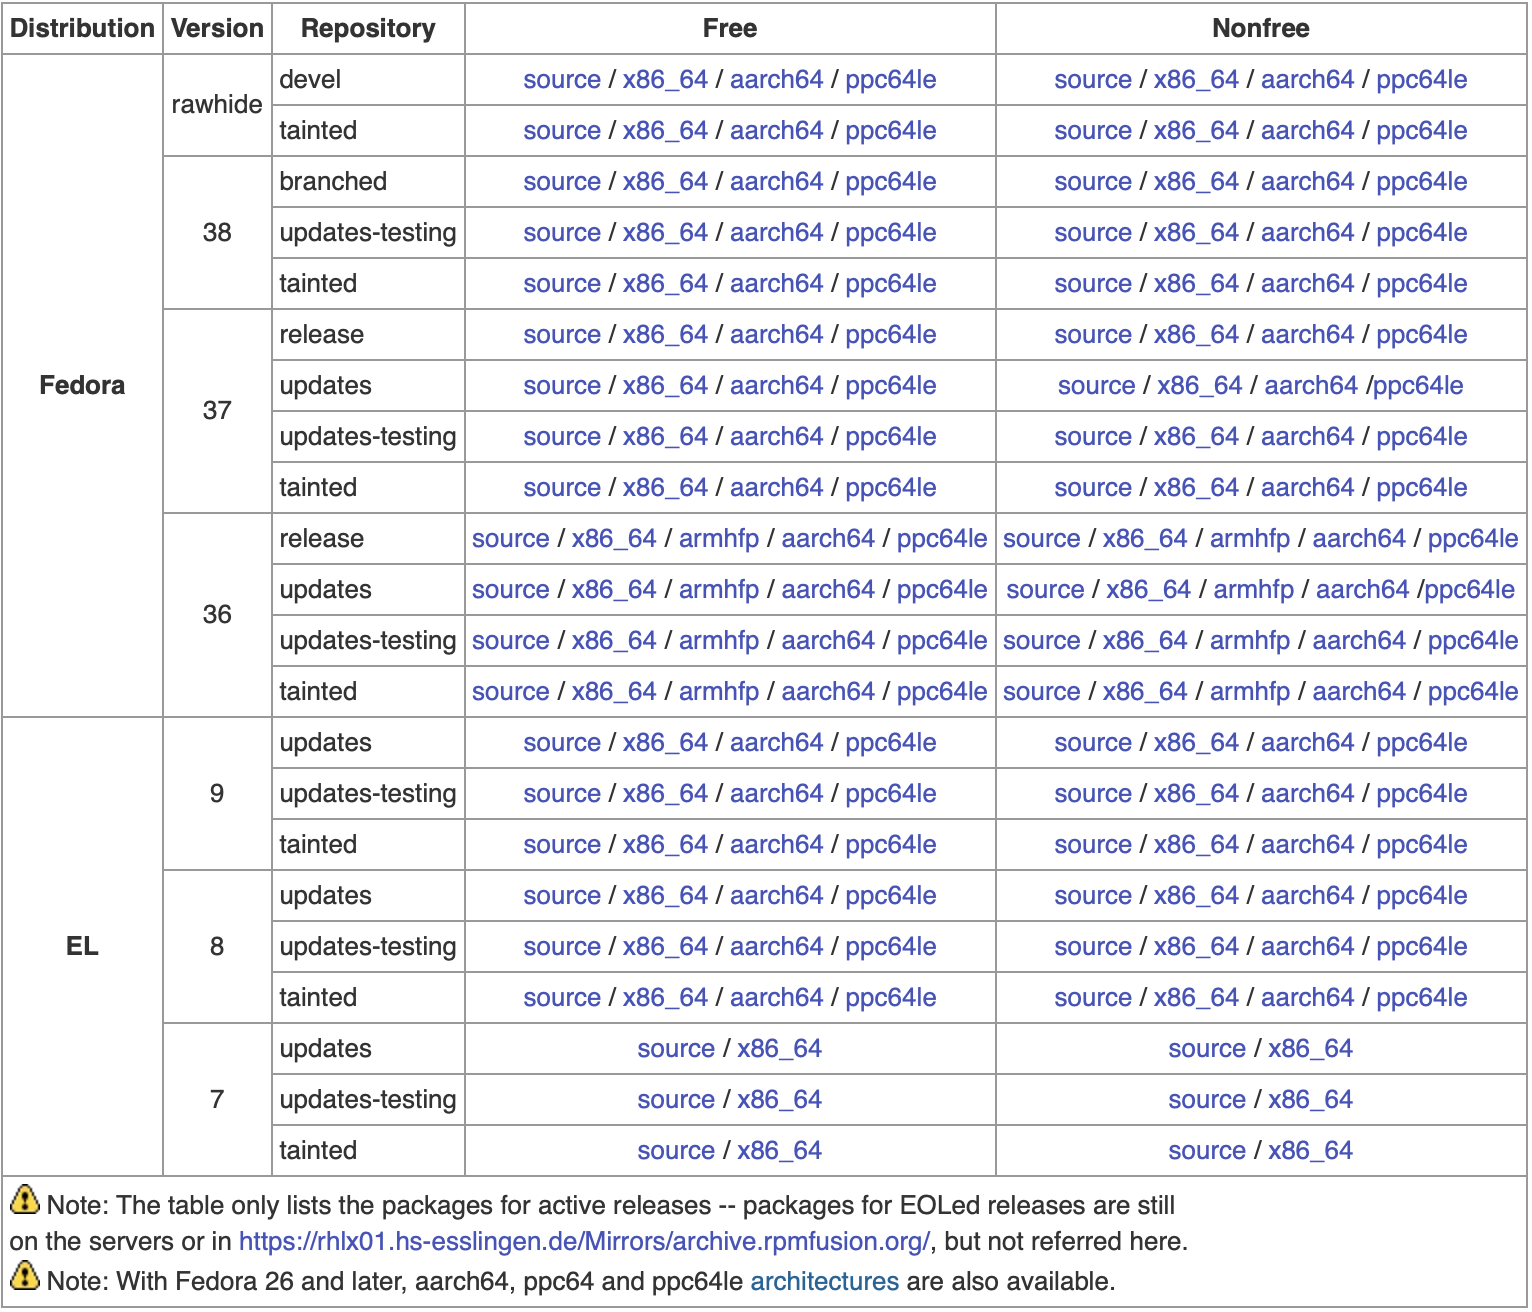 Distribution Version Repository Free Nonfree
Fedora
rawhide
devel source / x86_64 / aarch64 / ppc64le source / x86_64 / aarch64 / ppc64le
tainted source / x86_64 / aarch64 / ppc64le source / x86_64 / aarch64 / ppc64le
38
branched source / x86_64 / aarch64 / ppc64le source / x86_64 / aarch64 / ppc64le
updates-testing source / x86_64 / aarch64 / ppc64le source / x86_64 / aarch64 / ppc64le
tainted source / x86_64 / aarch64 / ppc64le source / x86_64 / aarch64 / ppc64le
37
release source / x86_64 / aarch64 / ppc64le source / x86_64 / aarch64 / ppc64le
updates source / x86_64 / aarch64 / ppc64le source / x86_64 / aarch64 /ppc64le
updates-testing source / x86_64 / aarch64 / ppc64le source / x86_64 / aarch64 / ppc64le
tainted source / x86_64 / aarch64 / ppc64le source / x86_64 / aarch64 / ppc64le
36
release source / x86_64 / armhfp / aarch64 / ppc64le source / x86_64 / armhfp / aarch64 / ppc64le
updates source / x86_64 / armhfp / aarch64 / ppc64le source / x86_64 / armhfp / aarch64 /ppc64le
updates-testing source / x86_64 / armhfp / aarch64 / ppc64le source / x86_64 / armhfp / aarch64 / ppc64le
tainted source / x86_64 / armhfp / aarch64 / ppc64le source / x86_64 / armhfp / aarch64 / ppc64le
EL
9
updates source / x86_64 / aarch64 / ppc64le source / x86_64 / aarch64 / ppc64le
updates-testing source / x86_64 / aarch64 / ppc64le source / x86_64 / aarch64 / ppc64le
tainted source / x86_64 / aarch64 / ppc64le source / x86_64 / aarch64 / ppc64le
8
updates source / x86_64 / aarch64 / ppc64le source / x86_64 / aarch64 / ppc64le
updates-testing source / x86_64 / aarch64 / ppc64le source / x86_64 / aarch64 / ppc64le
tainted source / x86_64 / aarch64 / ppc64le source / x86_64 / aarch64 / ppc64le
7
updates source / x86_64 source / x86_64
updates-testing source / x86_64 source / x86_64
tainted source / x86_64 source / x86_64
Note: The table only lists the packages for active releases -- packages for EOLed releases are still
on the servers or in https://rhlx01.hs-esslingen.de/Mirrors/archive.rpmfusion.org/, but not referred here.
Note: With Fedora 26 and later, aarch64, ppc64 and ppc64le architectures are also available.